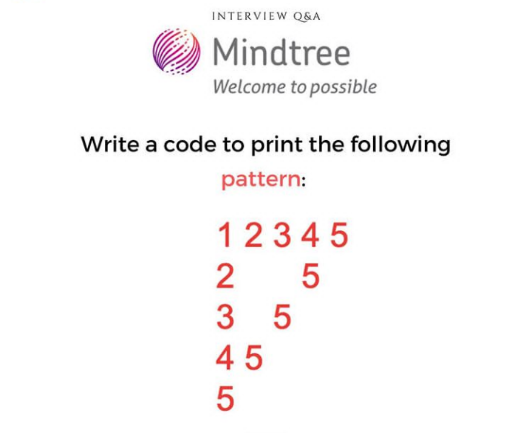 INTERVIEW Q&A
Mindtree
Welcome to possible
Write a code to print the following
pattern:
1 2 3 4 5
2     5
3   5
4 5
5